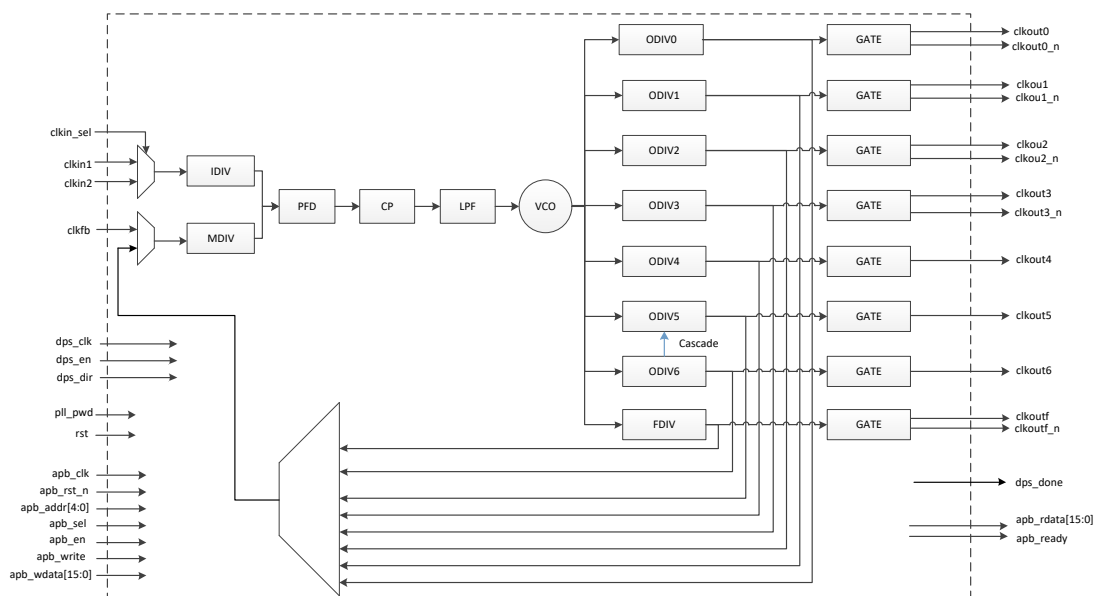 ODIV0
GATE
clkout0
clkout0_n
ODIV1
GATE
clkou1
clkou1_n
clkin_sel
clkin1
clkin2
IDIV
ODIV2
GATE
clkou2
clkou2_n
PFD
CP
LPF
VCO
ODIV3
GATE
clkout3
clkout3_n
clkfb
MDIV
ODIV4
GATE
clkout4
ODIV5
GATE
clkout5
Cascade
dps_clk
dps_en
dps_dir
ODIV6
GATE
clkout6
FDIV
GATE
clkoutf
clkoutf_n
pll_pwd
rst
apb_clk
apb_rst_n
apb_addr[4:0]
apb_sel
apb_en
apb_write
apb_wdata[15:0]
dps_done
apb_rdata[15:0]
apb_ready